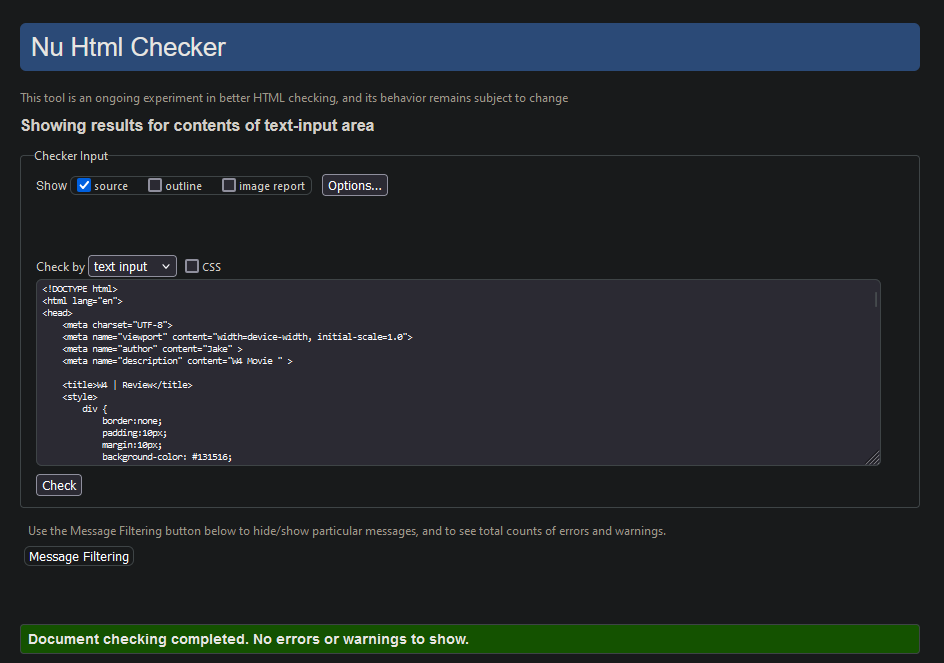 Nu Html Checker
This tool is an ongoing experiment in better HTML checking, and its behavior remains subject to change
Showing results for contents of text-input area
Checker Input
Show source outline image report Options...
Check by text input CSS
<!DOCTYPE html>
<html lang="en">
<head>
    <meta charset="UTF-8">
    <meta name="viewport" content="width=device-width, initial-scale=1.0">
    <meta name="author" content="Jake" >
    <meta name="description" content="W4 Movie " >
    <title>W4 | Review</title>
    <style>
        div {
            border:none;
            padding:10px;
            margin:10px;
            background-color: #131516;
Check
Use the Message Filtering button below to hide/show particular messages, and to see total counts of errors and warnings.
Message Filtering
Document checking completed. No errors or warnings to show.